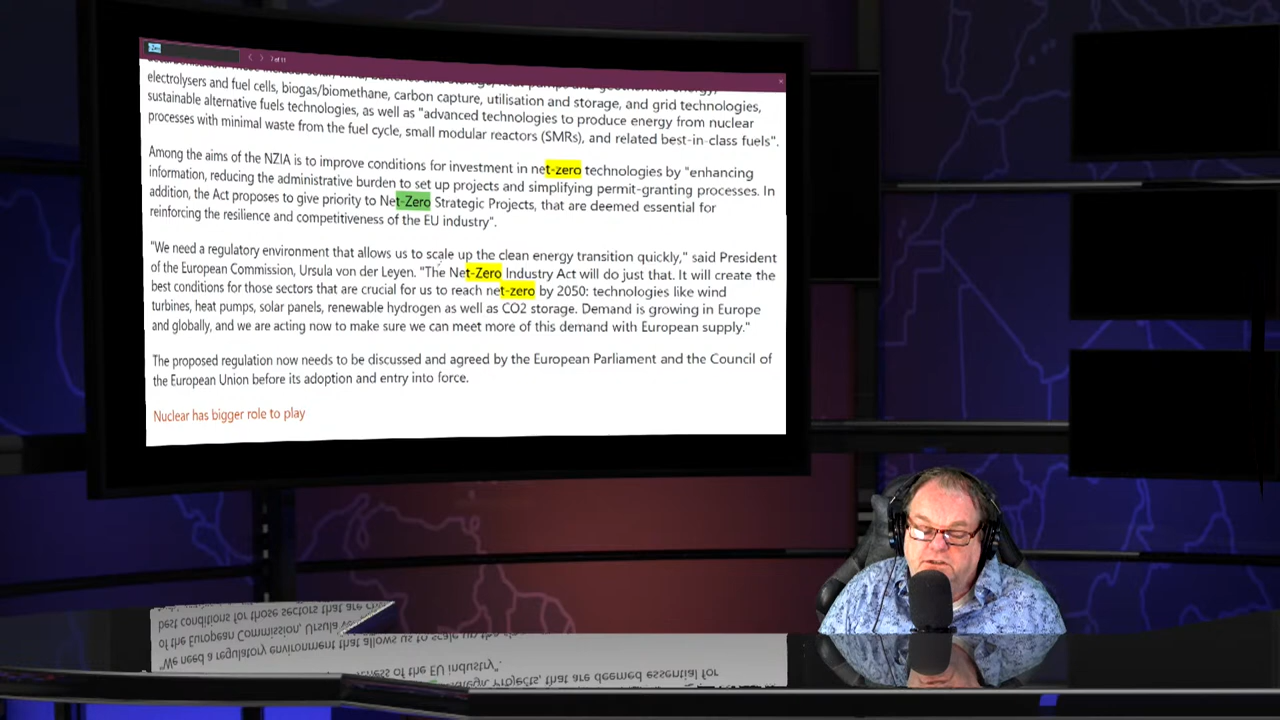 7 of 11
electrolysers and fuel cells, biogas/biomethane, carbon capture, utilisation and storage, and grid technologies,
sustainable alternative fuels technologies, as well as "advanced technologies to produce energy from nuclear
processes with minimal waste from the fuel cycle, small modular reactors (SMRs), and related best-in-class fuels".
Among the aims of the NZIA is to improve conditions for investment in net-zero technologies by "enhancing
information, reducing the administrative burden to set up projects and simplifying permit-granting processes. In
addition, the Act proposes to give priority to Net-Zero Strategic Projects, that are deemed essential for
reinforcing the resilience and competitiveness of the EU industry".
"We need a regulatory environment that allows us to scale up the clean energy transition quickly," said President
of the European Commission, Ursula von der Leyen. "The Net-Zero Industry Act will do just that. It will create the
best conditions for those sectors that are crucial for us to reach net-zero by 2050: technologies like wind
turbines, heat pumps, solar panels, renewable hydrogen as well as CO2 storage. Demand is growing in Europe
and globally, and we are acting now to make sure we can meet more of this demand with European supply."
The proposed regulation now needs to be discussed and agreed by the European Parliament and the Council of
the European Union before its adoption and entry into force.
Nuclear has bigger role to play